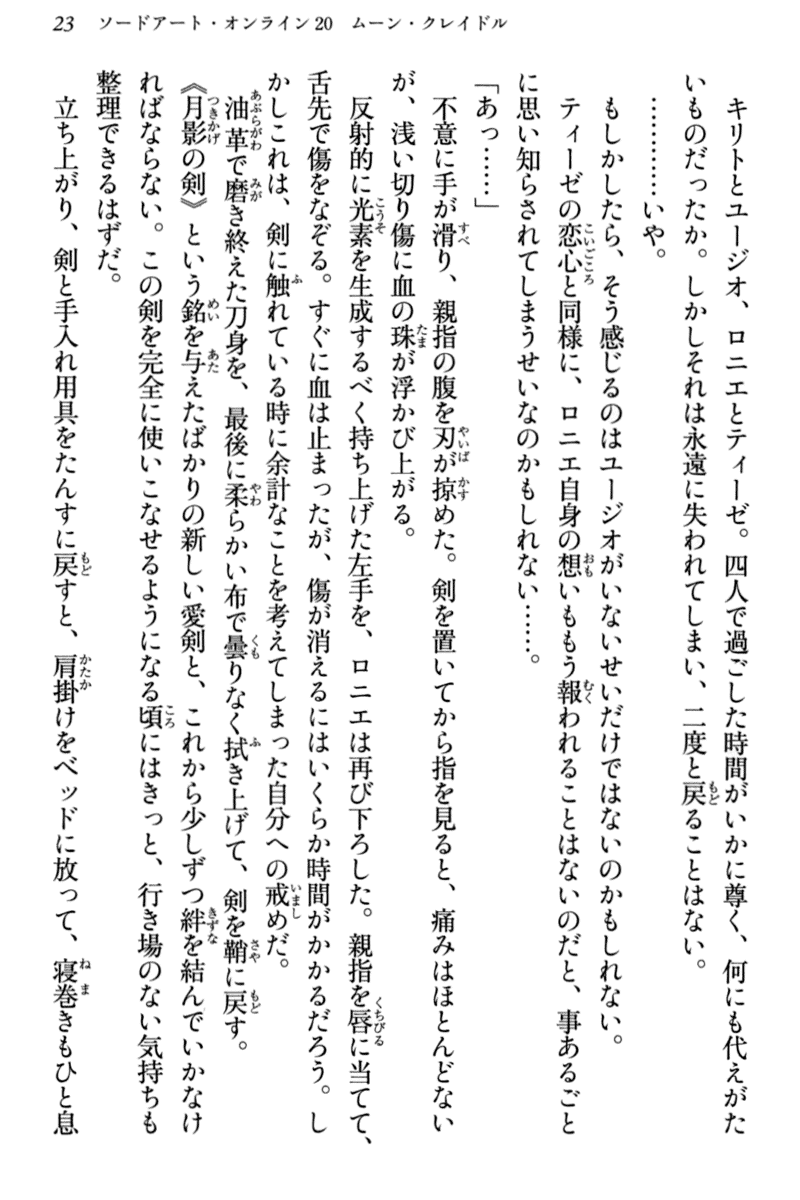 23　ソードアート・オンライン20　ムーン・クレイドル
　キリトとユージオ、ロニエとティーゼ。四人で過ごした時間がいかに尊く、何にも代えがた
いものだったか。しかしそれは永遠に失われてしまい、二度と戻ることはない。
　…………いや。
　もしかしたら、そう感じるのはユージオがいないせいだけではないのかもしれない。
　ティーゼの恋心と同様に、ロニエ自身の想いももう報われることはないのだと、事あるごと
に思い知らされてしまうせいなのかもしれない……。
「あっ……」
　不意に手が滑り、親指の腹を刃が掠めた。剣を置いてから指を見ると、痛みはほとんどない
が、浅い切り傷に血の珠が浮かび上がる。
　反射的に光素を生成するべく持ち上げた左手を、ロニエは再び下ろした。親指を唇に当てて、
舌先で傷をなぞる。すぐに血は止まったが、傷が消えるにはいくらか時間がかかるだろう。し
かしこれは、剣に触れている時に余計なことを考えてしまった自分への戒めだ。
　油革で磨き終えた刀身を、最後に柔らかい布で曇りなく拭き上げて、剣を鞘に戻す。
《月影の剣》という銘を与えたばかりの新しい愛剣と、これから少しずつ絆を結んでいかなけ
ればならない。この剣を完全に使いこなせるようになる頃にはきっと、行き場のない気持ちも
整理できるはずだ。
　立ち上がり、剣と手入れ用具をたんすに戻すと、肩掛けをベッドに放って、寝巻きもひと息